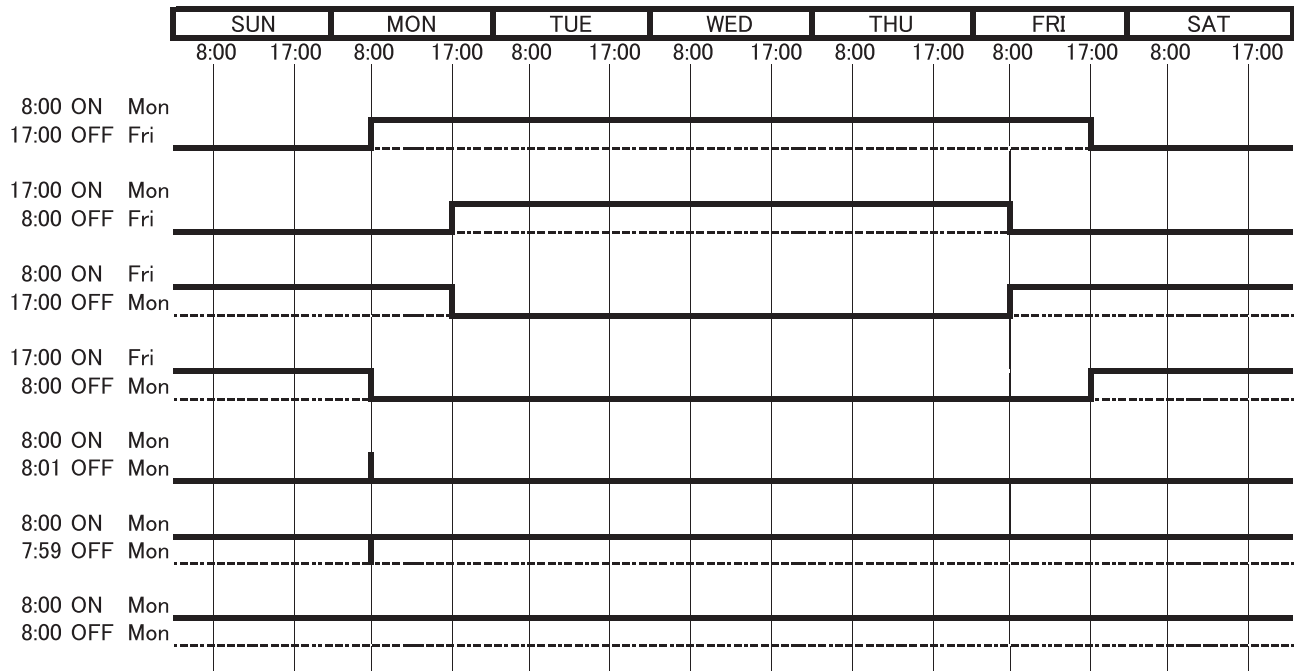 SUN MON TUE WED THU FRI SAT
8:00 17:00 8:00 17:00 8:00 17:00 8:00 17:00 8:00 17:00 8:00 17:00 8:00 17:00
8:00 ON Mon
17:00 OFF Fri
17:00 ON Mon
8:00 OFF Fri
8:00 ON Fri
17:00 OFF Mon
17:00 ON Fri
8:00 OFF Mon
8:00 ON Mon
8:01 OFF Mon
8:00 ON Mon
7:59 OFF Mon
8:00 ON Mon
8:00 OFF Mon